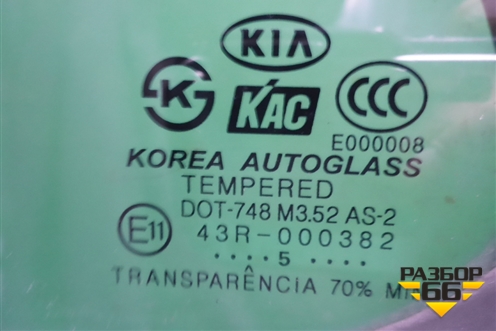 KIA
K KAC CCC
E000008
KOREA AUTOGLASS
TEMPERED
DOT-748 M3.52 AS-2
E11 43R-000382
....5 ....
TRANSPARÊNCIA 70%
РАЗБОР
66